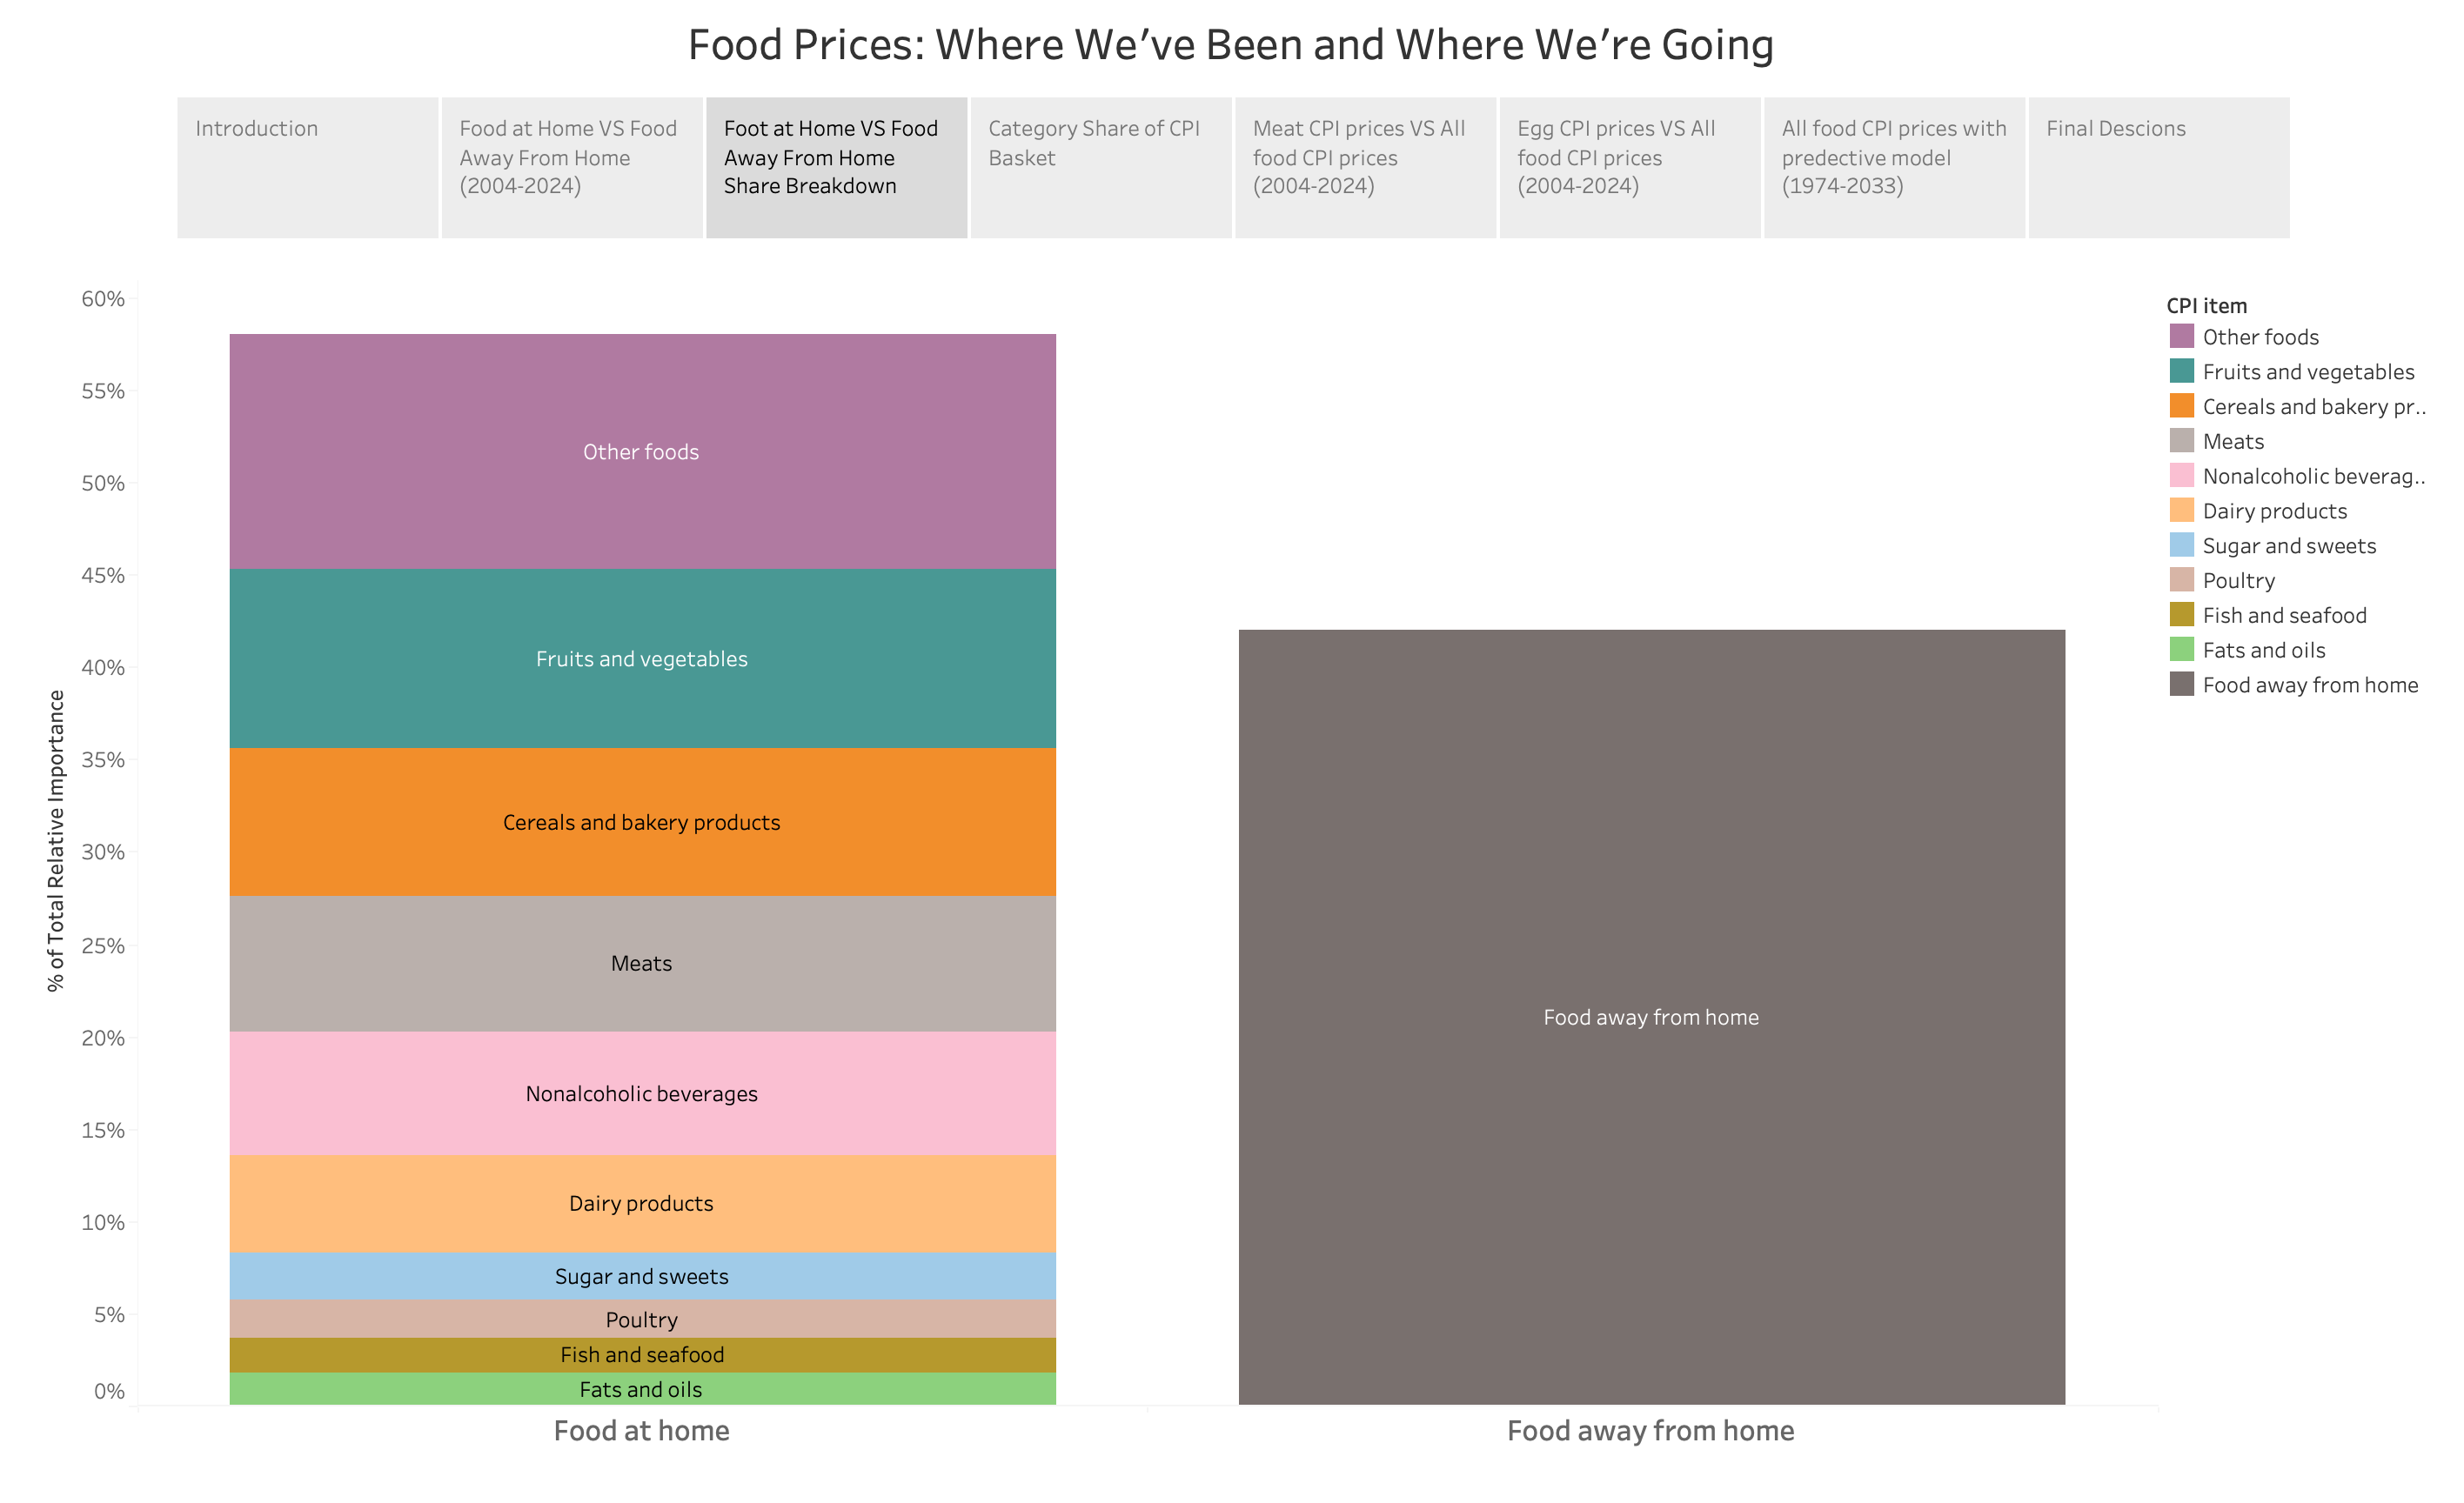 Food Prices: Where We’ve Been and Where We’re Going
Introduction
Food at Home VS Food
Away From Home
(2004-2024)
Foot at Home VS Food
Away From Home
Share Breakdown
Category Share of CPI
Basket
Meat CPI prices VS All
food CPI prices
(2004-2024)
Egg CPI prices VS All
food CPI prices
(2004-2024)
All food CPI prices with
predective model
(1974-2033)
Final Descions
% of Total Relative Importance
60%
55%
50%
45%
40%
35%
30%
25%
20%
15%
10%
5%
0%
Other foods
Fruits and vegetables
Cereals and bakery products
Meats
Nonalcoholic beverages
Dairy products
Sugar and sweets
Poultry
Fish and seafood
Fats and oils
Food away from home
Food at home
Food away from home
CPI item
Other foods
Fruits and vegetables
Cereals and bakery pr..
Meats
Nonalcoholic beverag..
Dairy products
Sugar and sweets
Poultry
Fish and seafood
Fats and oils
Food away from home